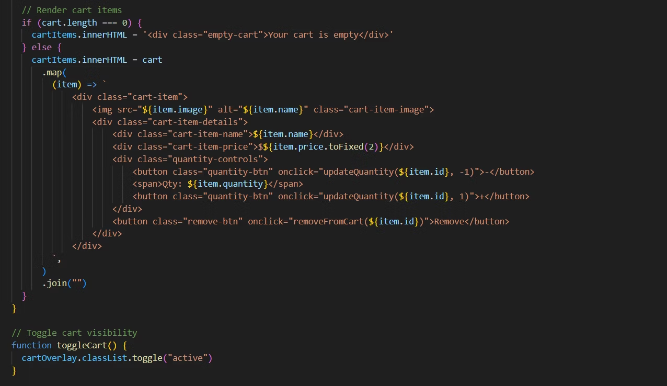 // Render cart items
if (cart.length === 0) {
cartItems.innerHTML = '<div class="empty-cart">Your cart is empty</div>'
} else {
cartItems.innerHTML = cart
.map(
(item) => `
<div class="cart-item">
<img src="${item.image}" alt="${item.name}" class="cart-item-image">
<div class="cart-item-details">
<div class="cart-item-name">${item.name}</div>
<div class="cart-item-price">$${item.price.toFixed(2)}</div>
<div class="quantity-controls">
<button class="quantity-btn" onclick="updateQuantity(${item.id}, -1)">-</button>
<span>Qty: ${item.quantity}</span>
<button class="quantity-btn" onclick="updateQuantity(${item.id}, 1)">+</button>
</div>
<button class="remove-btn" onclick="removeFromCart(${item.id})">Remove</button>
</div>
</div>
`,
)
.join("")
}
}
// Toggle cart visibility
function toggleCart() {
cartOverlay.classList.toggle("active")
}